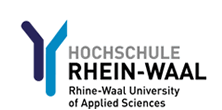 HOCHSCHULE
RHEIN-WAAL
Rhine-Waal University
of Applied Sciences